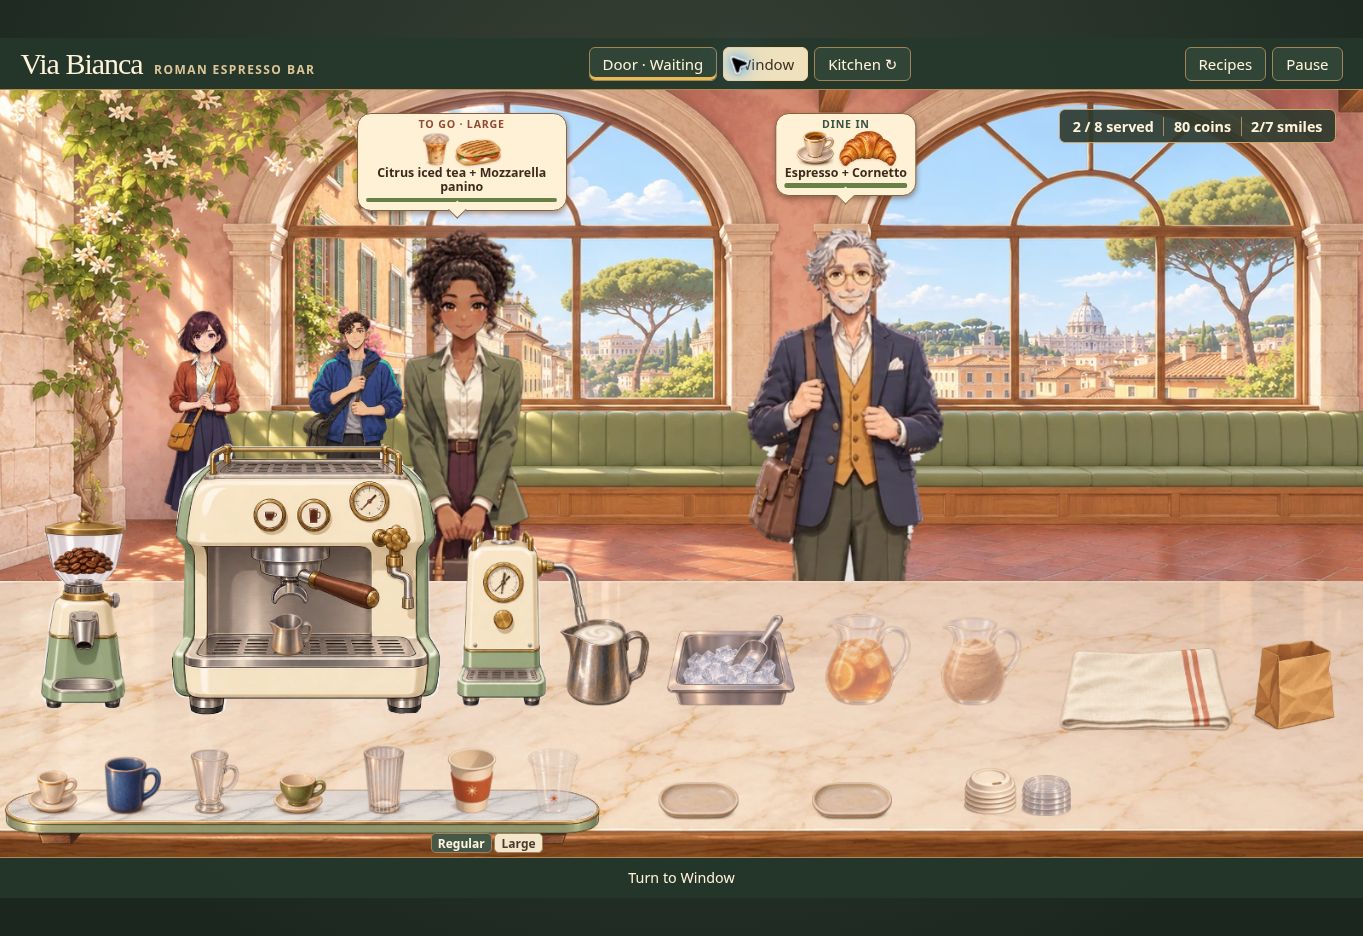 Via Bianca ROMAN ESPRESSO BAR
Door · Waiting
Window
Kitchen ↻
Recipes
Pause
2 / 8 served
80 coins
2/7 smiles
TO GO · LARGE
Citrus iced tea + Mozzarella
panino
DINE IN
Espresso + Cornetto
Regular
Large
Turn to Window